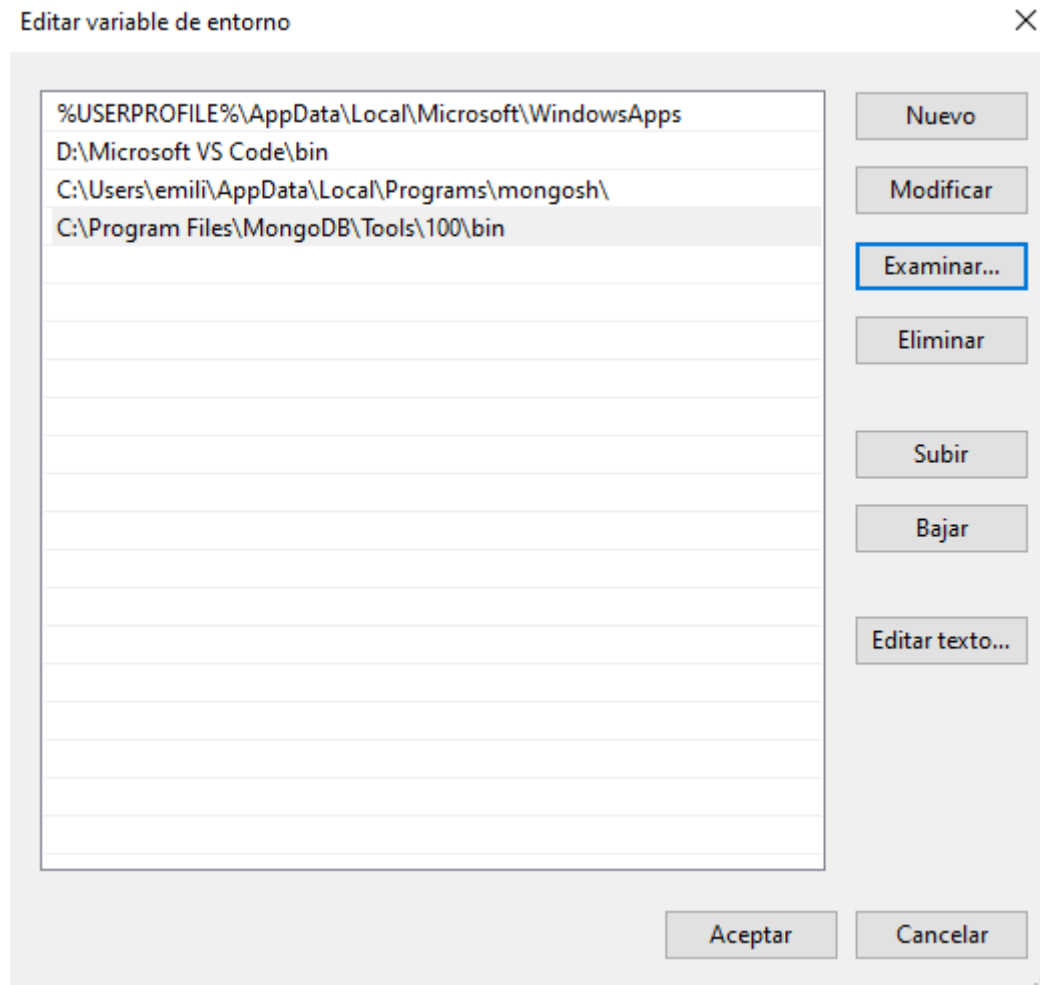 Editar variable de entorno
%USERPROFILE%\AppData\Local\Microsoft\WindowsApps
D:\Microsoft VS Code\bin
C:\Users\emili\AppData\Local\Programs\mongosh\
C:\Program Files\MongoDB\Tools\100\bin
Nuevo
Modificar
Examinar...
Eliminar
Subir
Bajar
Editar texto...
Aceptar
Cancelar